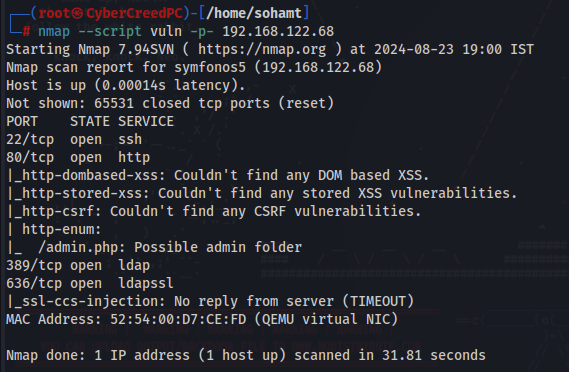 ┌──(root㉿CyberCreedPC)-[/home/sohamt]
└─# nmap --script vuln -p- 192.168.122.68
Starting Nmap 7.94SVN ( https://nmap.org ) at 2024-08-23 19:00 IST
Nmap scan report for symfonos5 (192.168.122.68)
Host is up (0.00014s latency).
Not shown: 65531 closed tcp ports (reset)
PORT    STATE SERVICE
22/tcp  open  ssh
80/tcp  open  http
|_http-dombased-xss: Couldn't find any DOM based XSS.
|_http-stored-xss: Couldn't find any stored XSS vulnerabilities.
|_http-csrf: Couldn't find any CSRF vulnerabilities.
| http-enum:
|_  /admin.php: Possible admin folder
389/tcp open  ldap
636/tcp open  ldapssl
|_ssl-ccs-injection: No reply from server (TIMEOUT)
MAC Address: 52:54:00:D7:CE:FD (QEMU virtual NIC)

Nmap done: 1 IP address (1 host up) scanned in 31.81 seconds